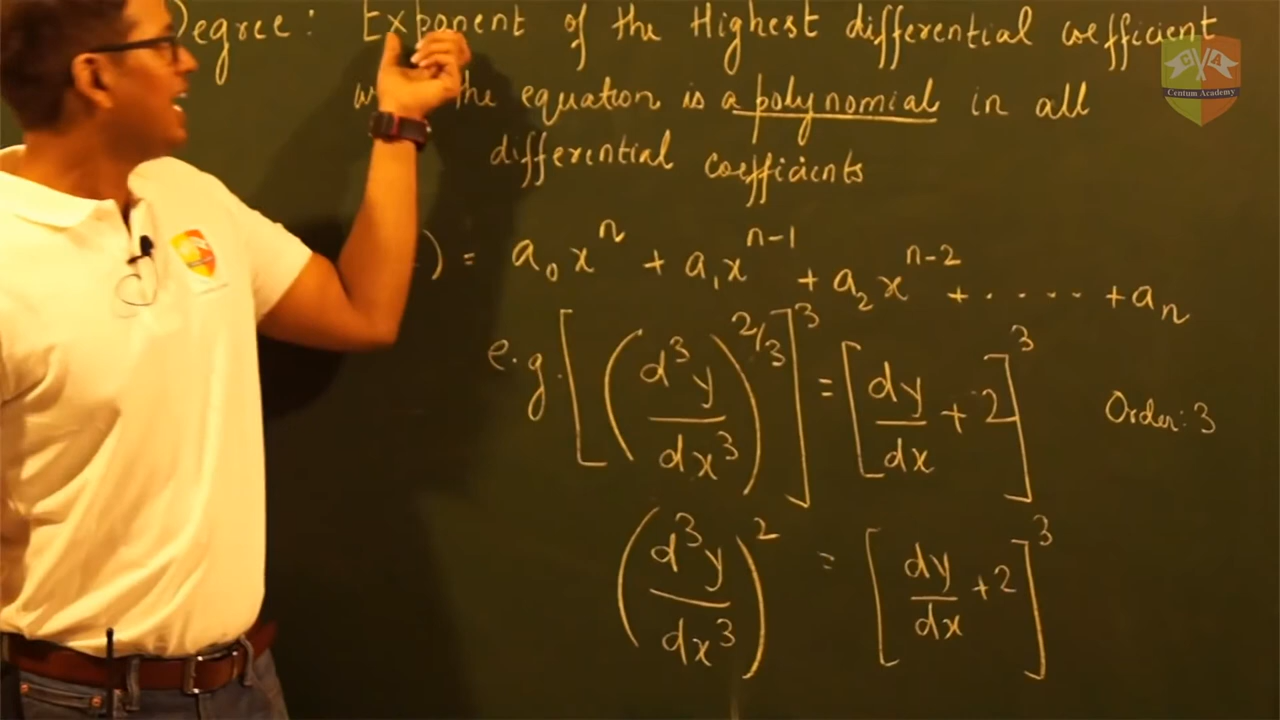 Degree: Exponent of the Highest differential coefficient
the equation is a polynomial in all
differential coefficients
) = a₀xⁿ + a₁xⁿ⁻¹ + a₂xⁿ⁻² + ..... + aₙ
e.g. [(d³y/dx³)^2/3]³ = [dy/dx + 2]³ Order: 3
(d³y/dx³)² = [dy/dx + 2]³
C A
Centum Academy